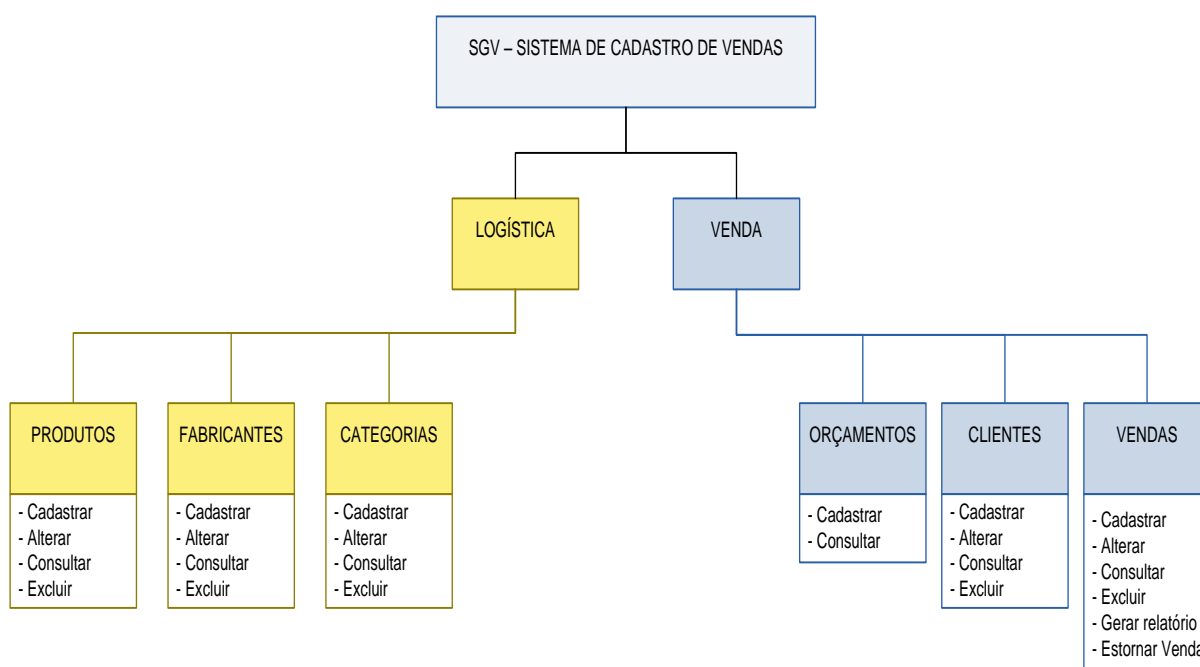 SGV – SISTEMA DE CADASTRO DE VENDAS
LOGÍSTICA
VENDA
PRODUTOS
- Cadastrar
- Alterar
- Consultar
- Excluir
FABRICANTES
- Cadastrar
- Alterar
- Consultar
- Excluir
CATEGORIAS
- Cadastrar
- Alterar
- Consultar
- Excluir
ORÇAMENTOS
- Cadastrar
- Consultar
CLIENTES
- Cadastrar
- Alterar
- Consultar
- Excluir
VENDAS
- Cadastrar
- Alterar
- Consultar
- Excluir
- Gerar relatório
- Estornar Venda